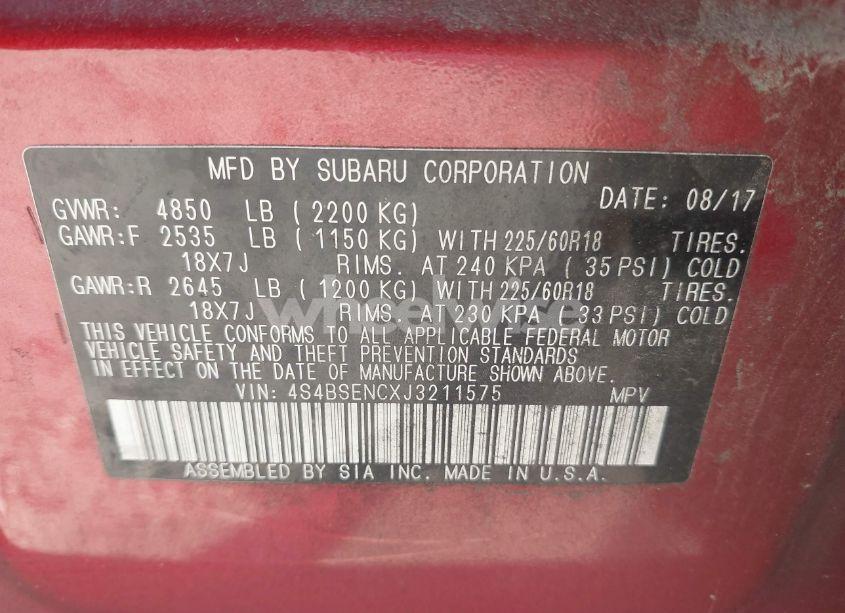 MFD BY SUBARU CORPORATION DATE: 08/17
GVWR: 4850 LB ( 2200 KG)
GAWR:F 2535 LB ( 1150 KG) WITH 225/60R18 TIRES.
18X7J RIMS. AT 240 KPA ( 35 PSI) COLD
GAWR:R 2645 LB ( 1200 KG) WITH 225/60R18 TIRES.
18X7J RIMS. AT 230 KPA ( 33 PSI) COLD
THIS VEHICLE CONFORMS TO ALL APPLICABLE FEDERAL MOTOR
VEHICLE SAFETY AND THEFT PREVENTION STANDARDS
IN EFFECT ON THE DATE OF MANUFACTURE SHOWN ABOVE.
VIN: 4S4BSENCXJ3211575 MPV
ASSEMBLED BY SIA INC. MADE IN U.S.A.